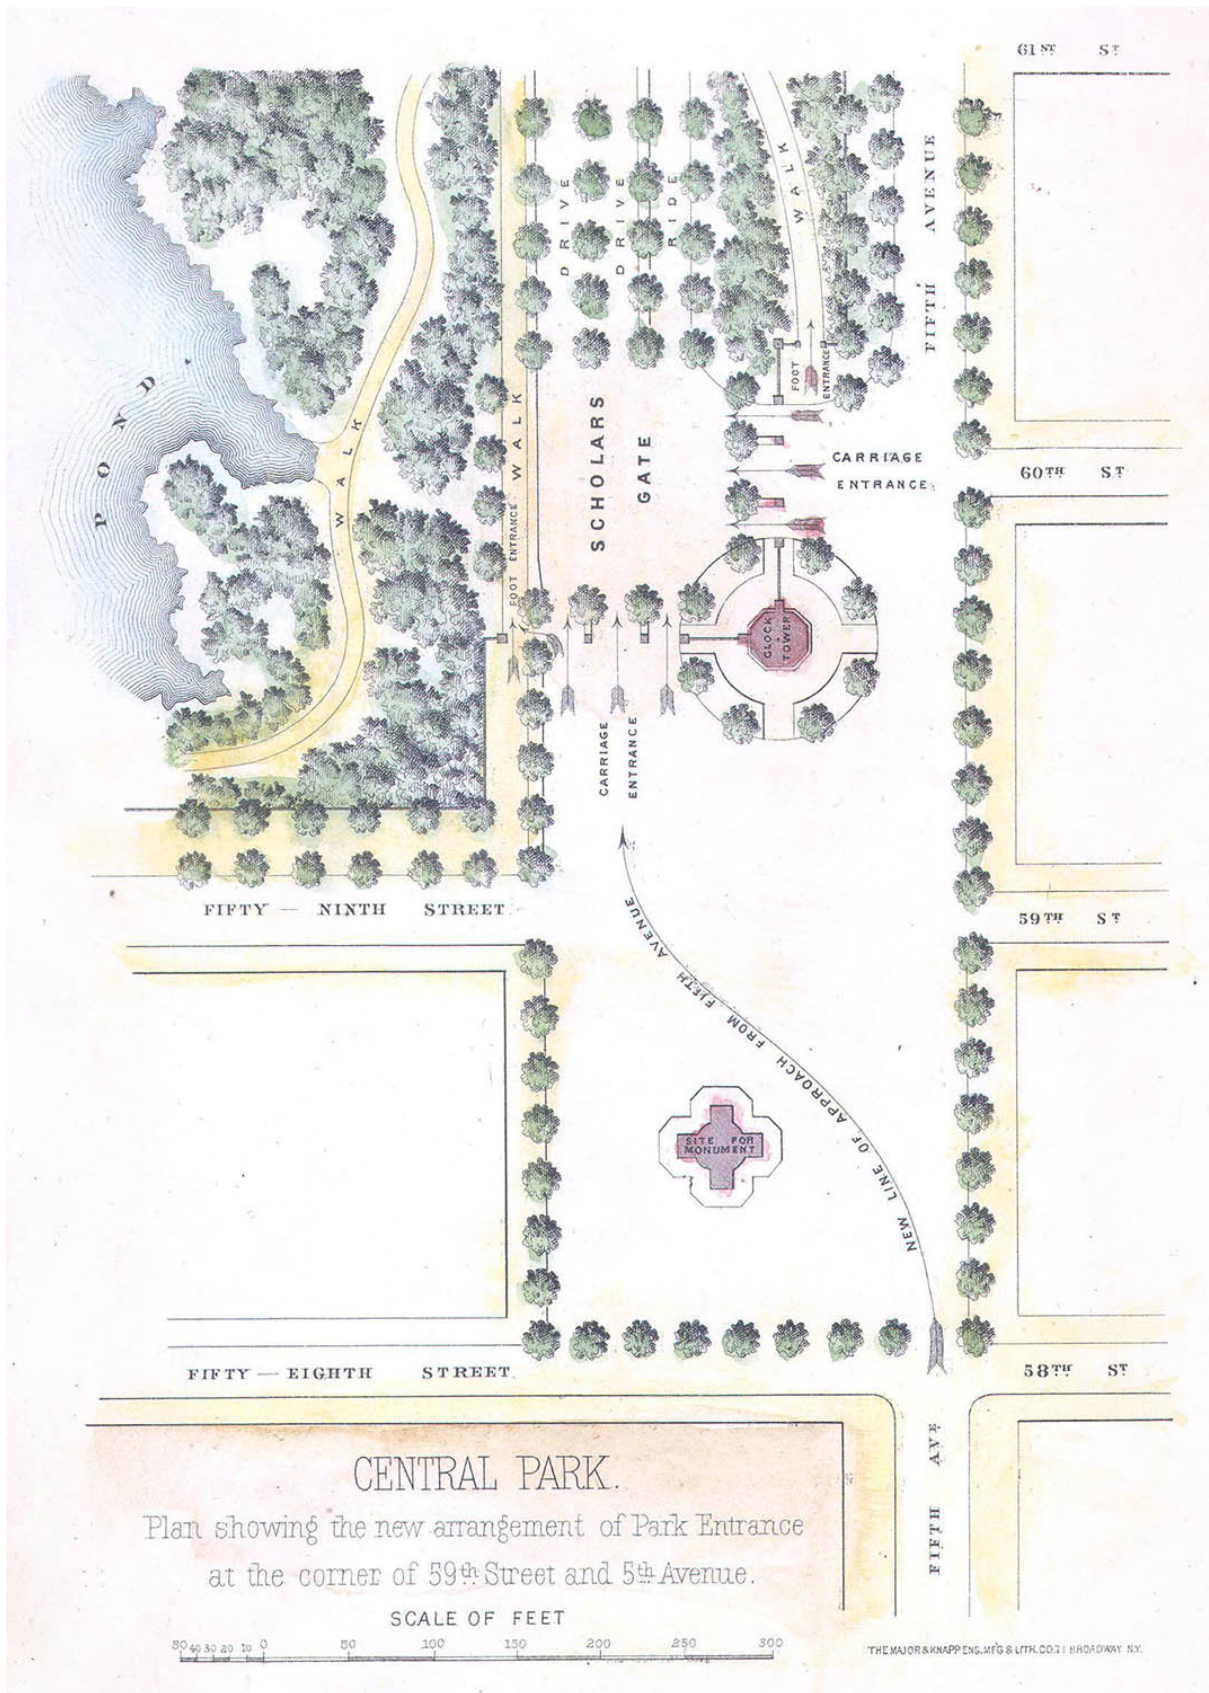 61ST ST
FIFTH AVENUE
WALK
DRIVE
DRIVE
RIDE
POND.
WALK
FOOT ENTRANCE WALK
SCHOLARS
GATE
FOOT
ENTRANCE
CARRIAGE
ENTRANCE
60TH ST
CLOCK
TOWER
CARRIAGE
ENTRANCE
FIFTY — NINTH STREET
59TH ST
NEW LINE OF APPROACH FROM FIFTH AVENUE
SITE FOR
MONUMENT
FIFTY — EIGHTH STREET
58TH ST
FIFTH AVE
CENTRAL PARK.
Plan showing the new arrangement of Park Entrance
at the corner of 59th Street and 5th Avenue.
SCALE OF FEET
50 40 30 20 10 0 50 100 150 200 250 300
THE MAJOR & KNAPP ENG. MFG & LITH. CO. 71 BROADWAY N.Y.